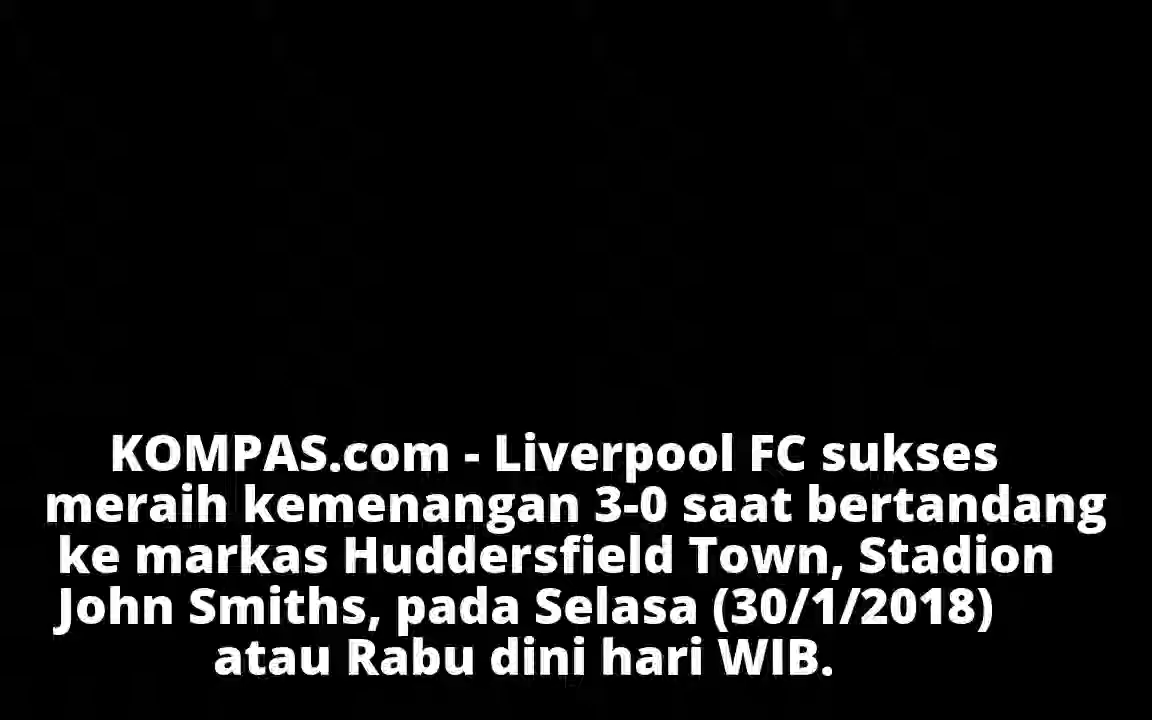 KOMPAS.com - Liverpool FC sukses
meraih kemenangan 3-0 saat bertandang
ke markas Huddersfield Town, Stadion
John Smiths, pada Selasa (30/1/2018)
atau Rabu dini hari WIB.